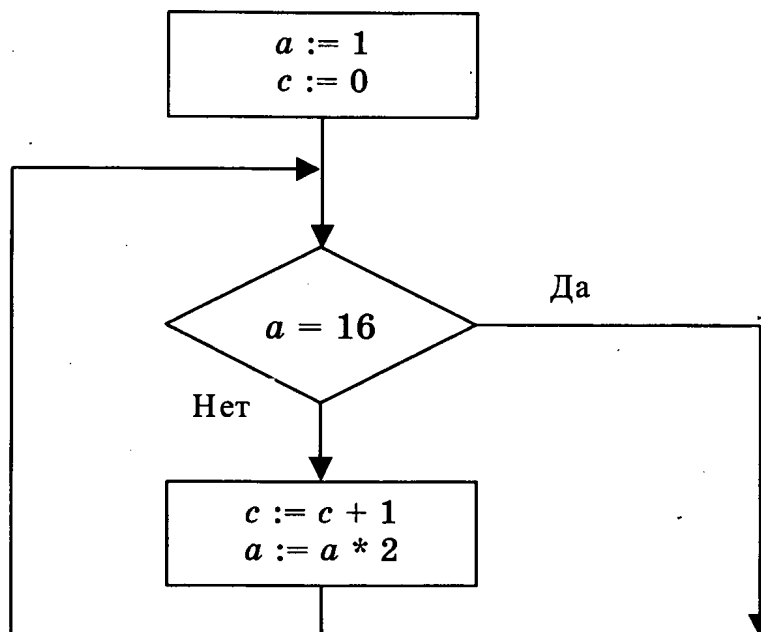 a := 1
c := 0
a = 16
Да
Нет
c := c + 1
a := a * 2